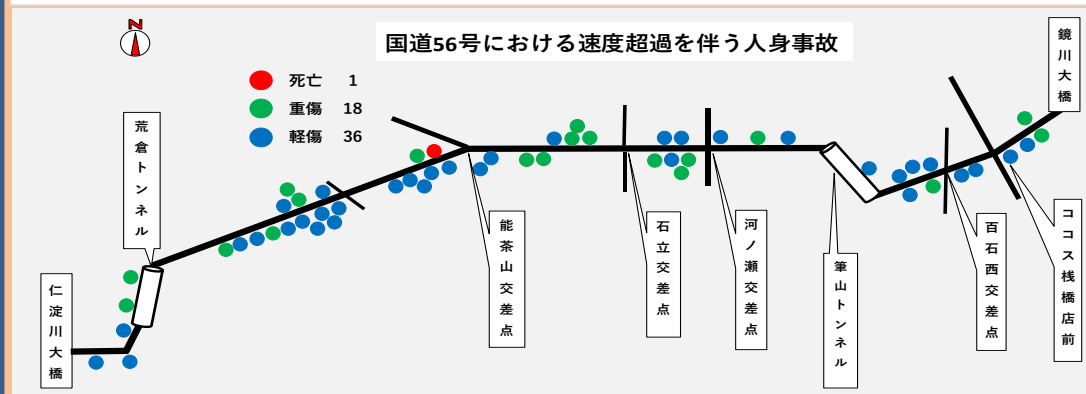 N
国道56号における速度超過を伴う人身事故
死亡 1
重傷 18
軽傷 36
鏡川大橋
荒倉トンネル
仁淀川大橋
能茶山交差点
石立交差点
河ノ瀬交差点
筆山トンネル
百石西交差点
ココス桟橋店前